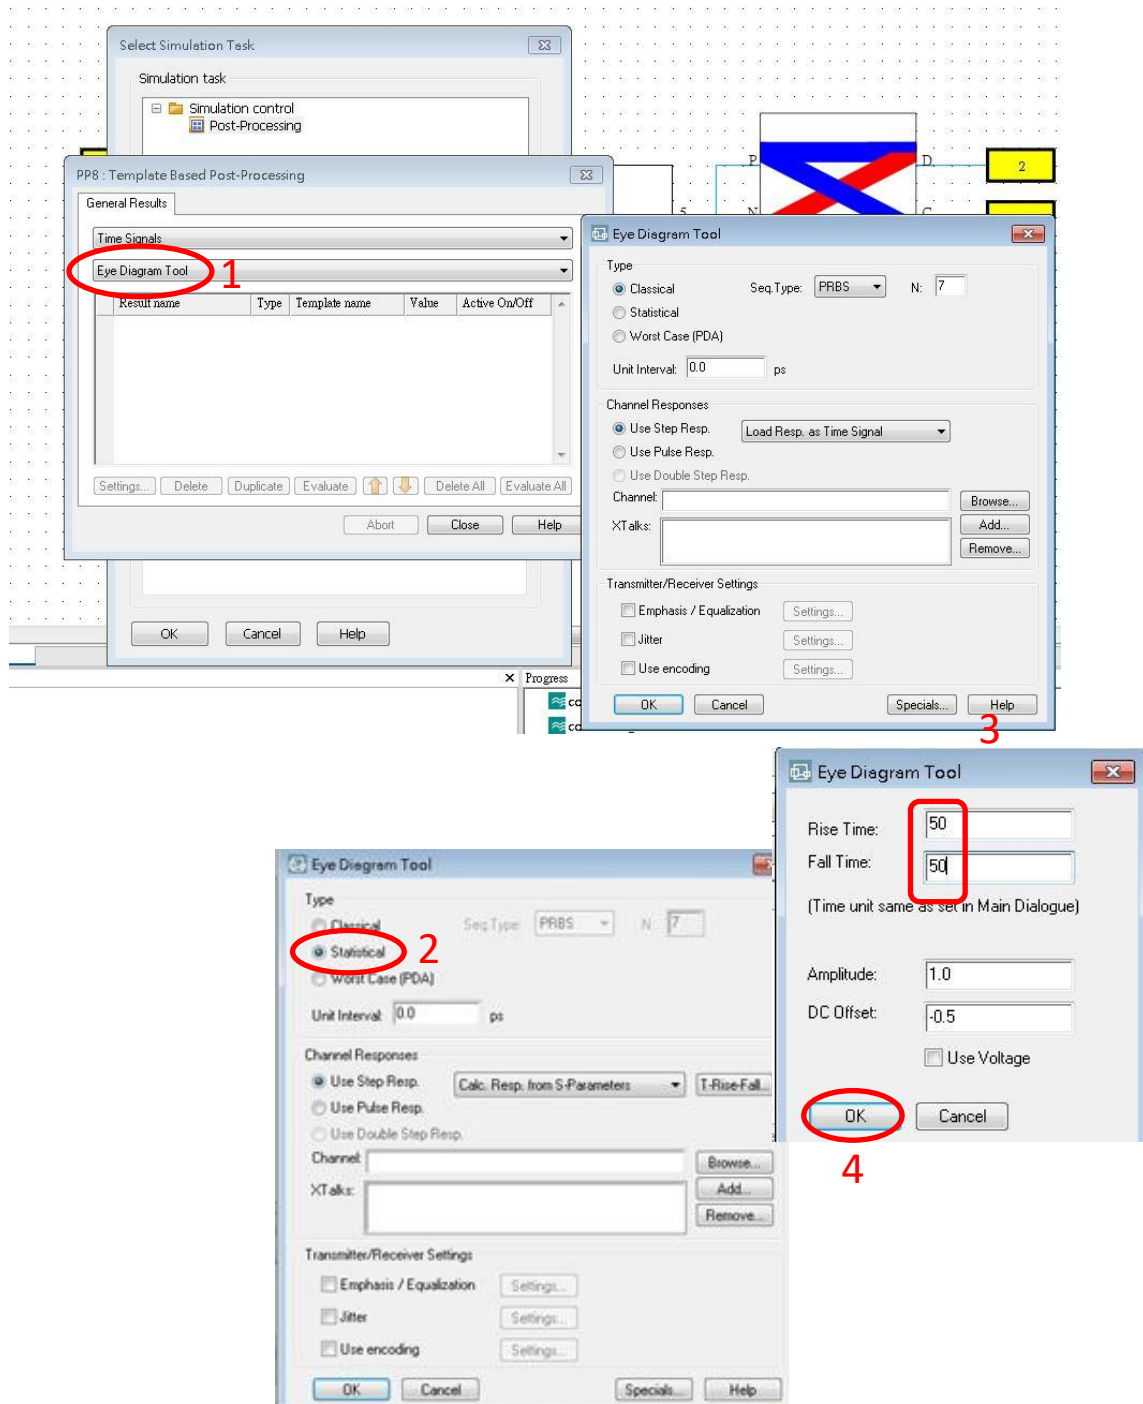 Select Simulation Task
Simulation task
Simulation control
Post-Processing
P
D
2
PP8 : Template Based Post-Processing
General Results
5
N
C
Time Signals
Eye Diagram Tool
1
Result name Type Template name Value Active On/Off
Settings... Delete Duplicate Evaluate Delete All Evaluate All
Abort Close Help
OK Cancel Help
Progress
co
co
Eye Diagram Tool
Type
Classical Seq.Type: PRBS N: 7
Statistical
Worst Case (PDA)
Unit Interval: 0.0 ps
Channel Responses
Use Step Resp. Load Resp. as Time Signal
Use Pulse Resp.
Use Double Step Resp.
Channel: Browse...
XTalks: Add...
Remove...
Transmitter/Receiver Settings
Emphasis / Equalization Settings...
Jitter Settings...
Use encoding Settings...
OK Cancel Specials... Help
3
Eye Diagram Tool
Rise Time: 50
Fall Time: 50
(Time unit same as set in Main Dialogue)
Amplitude: 1.0
DC Offset: -0.5
Use Voltage
OK Cancel
4
Eye Diagram Tool
Type
Classical Seq.Type: PRBS N: 7
Statistical 2
Worst Case (PDA)
Unit Interval: 0.0 ps
Channel Responses
Use Step Resp. Calc. Resp. from S-Parameters T-Rise-Fall...
Use Pulse Resp.
Use Double Step Resp.
Channel: Browse...
XTalks: Add...
Remove...
Transmitter/Receiver Settings
Emphasis / Equalization Settings...
Jitter Settings...
Use encoding Settings...
OK Cancel Specials... Help